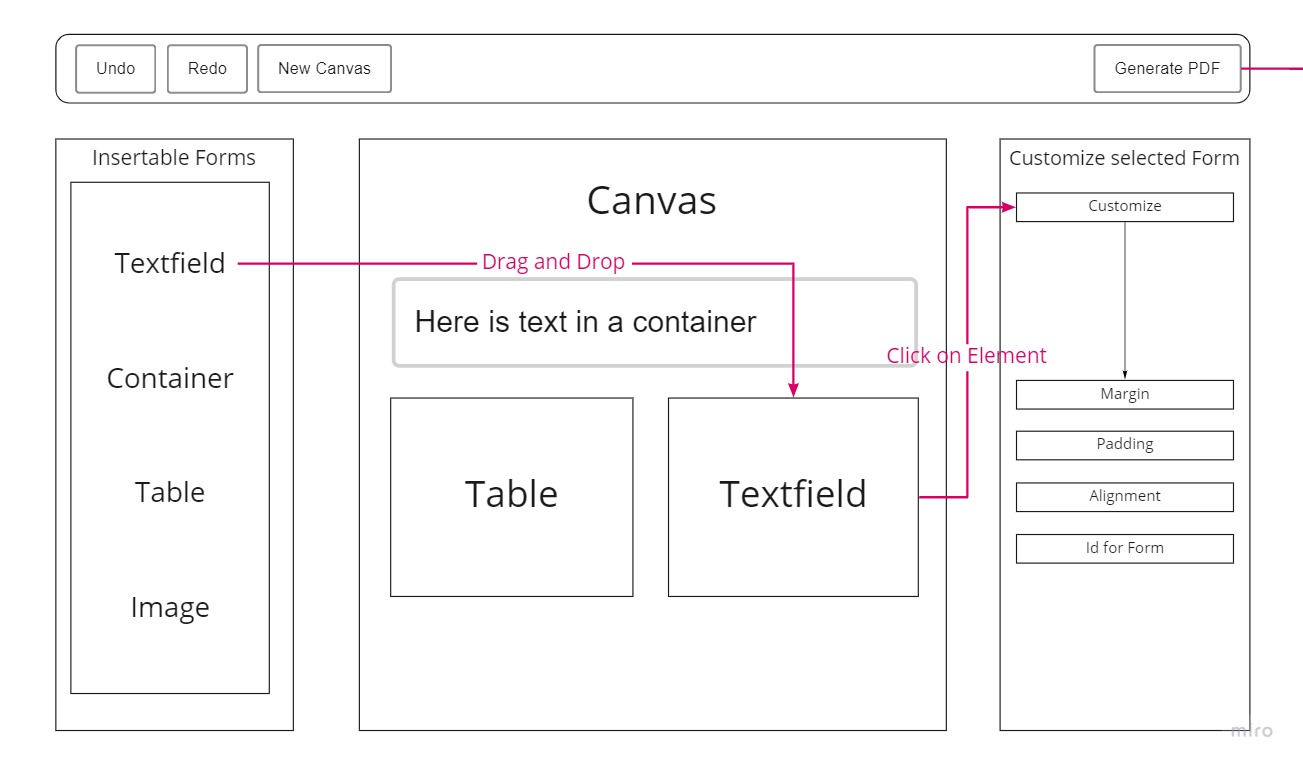 Undo
Redo
New Canvas
Generate PDF
Insertable Forms
Textfield
Container
Table
Image
Canvas
Drag and Drop
Here is text in a container
Table
Textfield
Click on Element
Customize selected Form
Customize
Margin
Padding
Alignment
Id for Form
miro